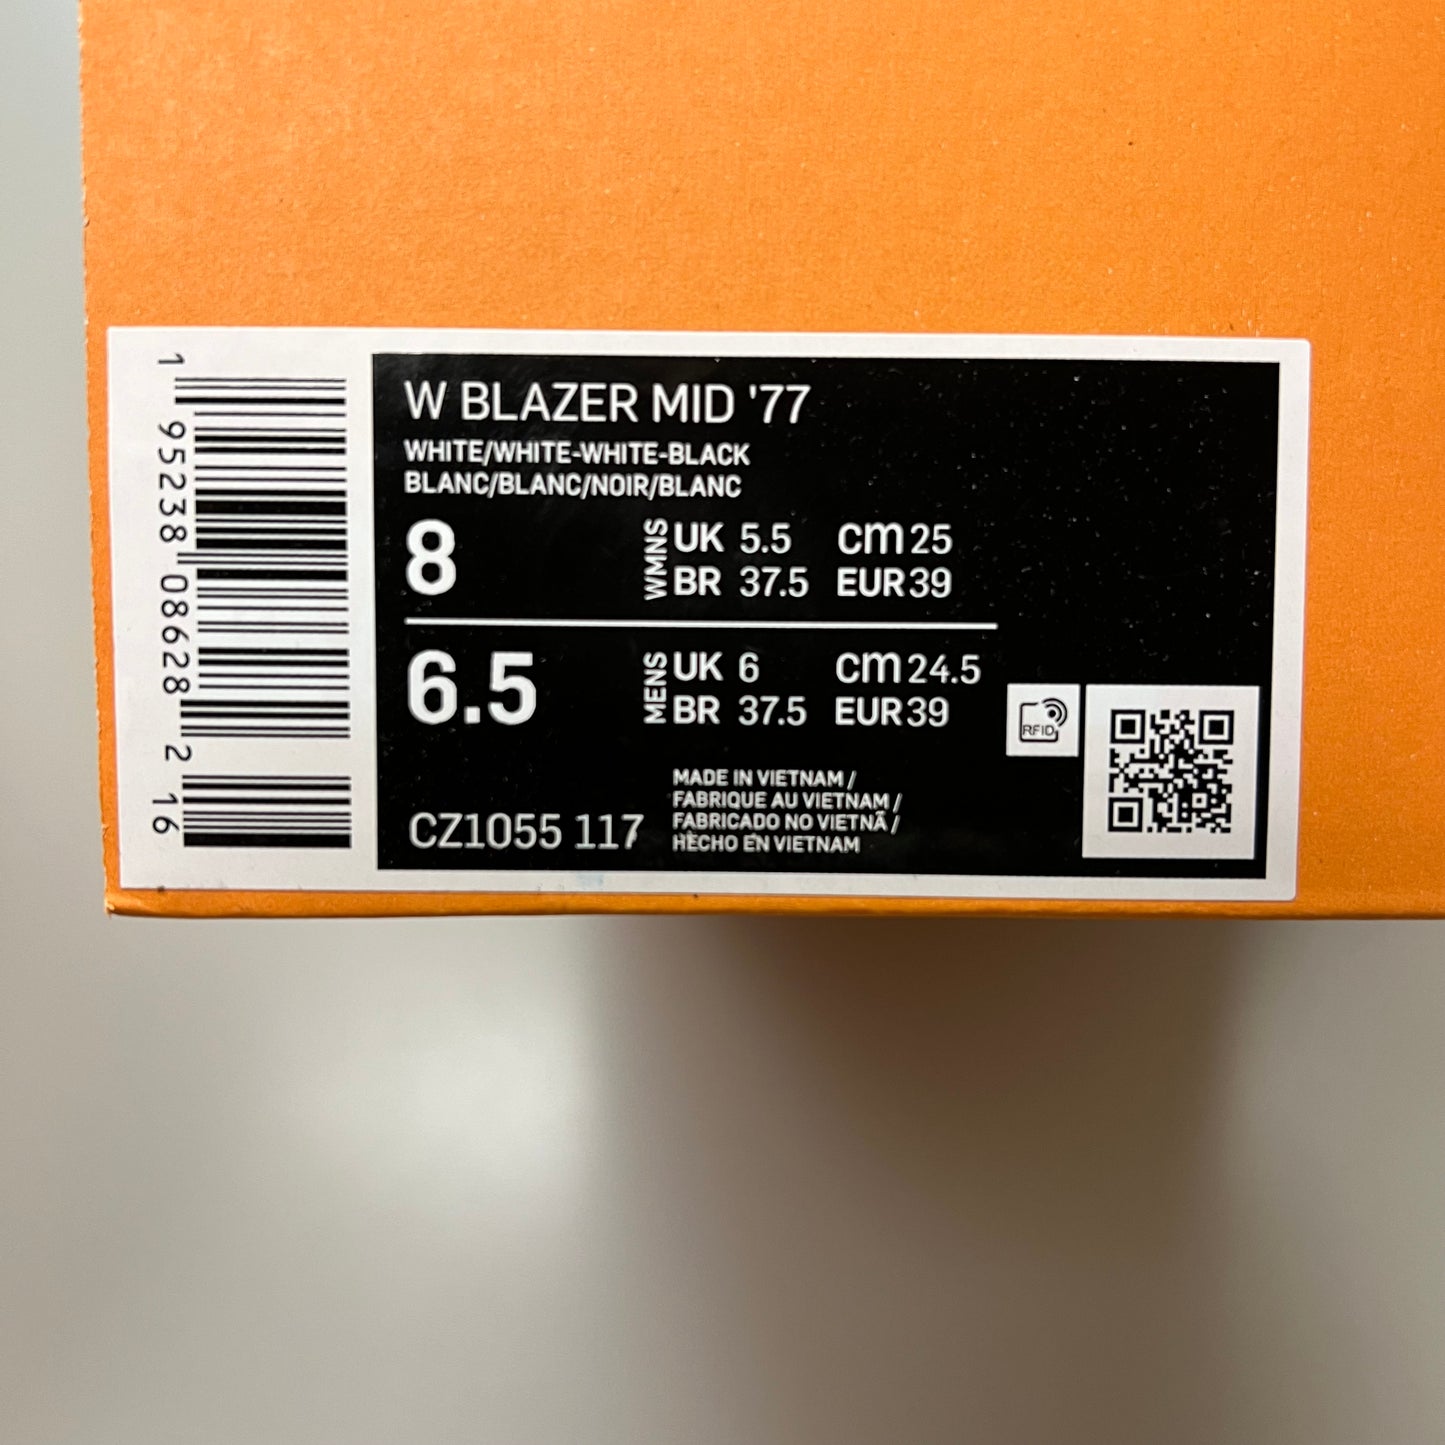 W BLAZER MID '77
WHITE/WHITE-WHITE-BLACK
BLANC/BLANC/NOIR/BLANC
8
WMNS
UK 5.5 cm 25
BR 37.5 EUR 39
6.5
MENS
UK 6 cm 24.5
BR 37.5 EUR 39
CZ1055 117
MADE IN VIETNAM /
FABRIQUE AU VIETNAM /
FABRICADO NO VIETNÃ /
HECHO EN VIETNAM
RFID
1 95238 08628 2 16